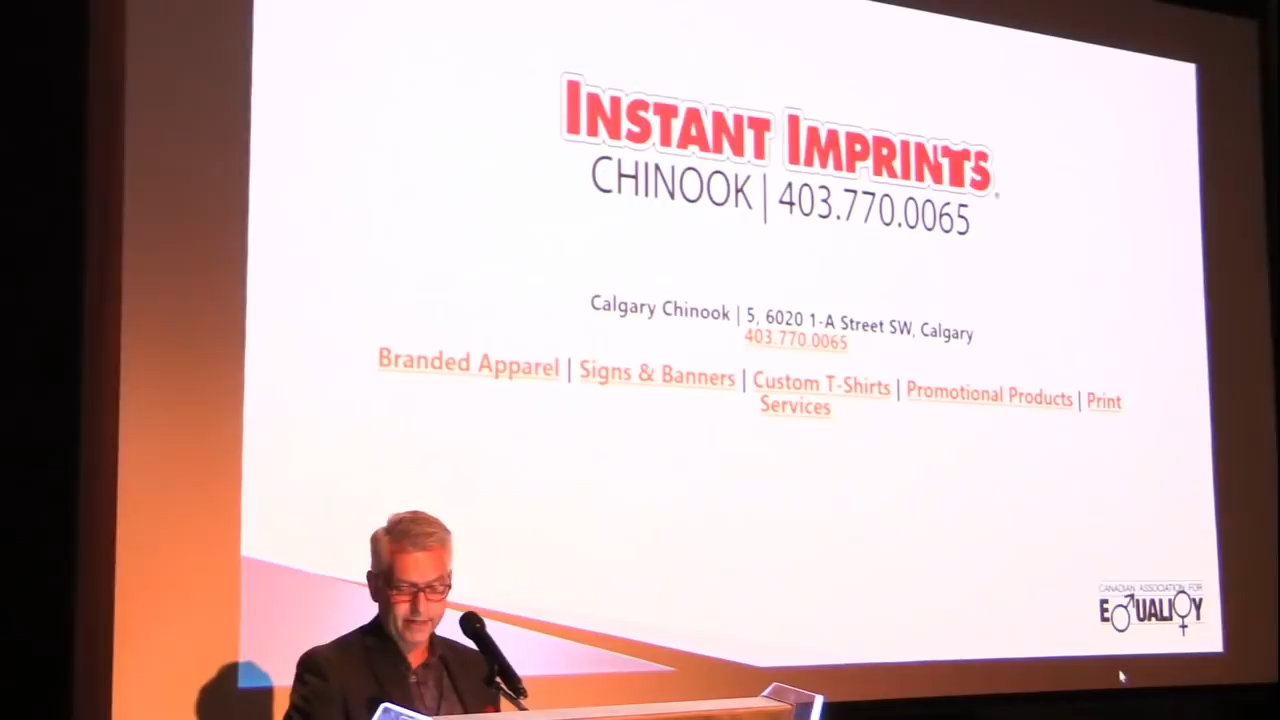 INSTANT IMPRINTS®
CHINOOK | 403.770.0065
Calgary Chinook | 5, 6020 1-A Street SW, Calgary
403.770.0065
Branded Apparel | Signs & Banners | Custom T-Shirts | Promotional Products | Print
Services
CANADIAN ASSOCIATION FOR
EQUALITY